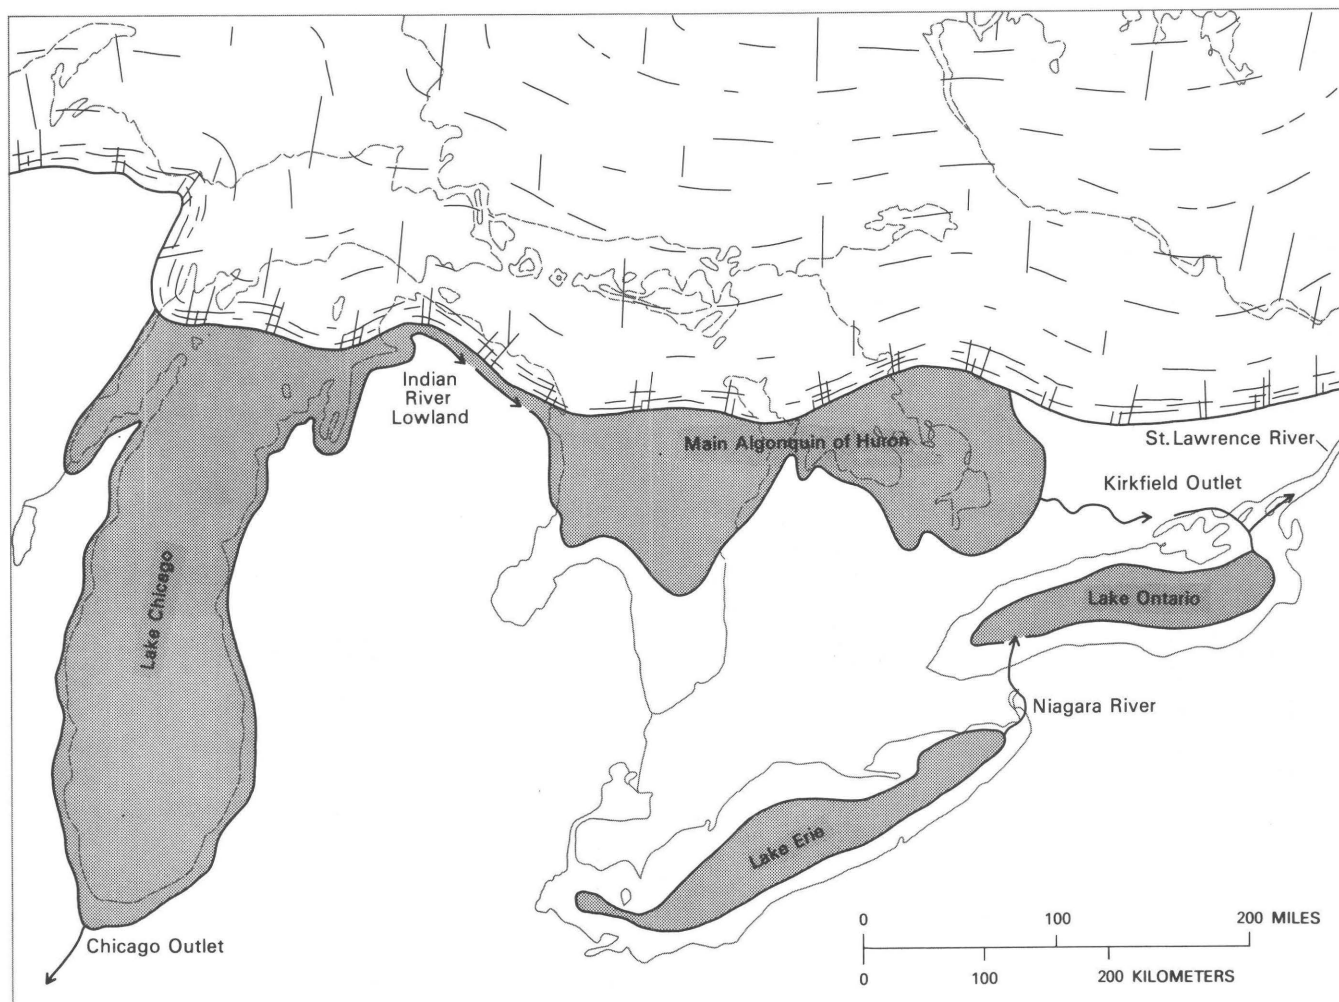 Indian
River
Lowland
Main Algonquin of Huron
St. Lawrence River
Kirkfield Outlet
Lake Chicago
Lake Ontario
Niagara River
Lake Erie
Chicago Outlet
0 100 200 MILES
0 100 200 KILOMETERS